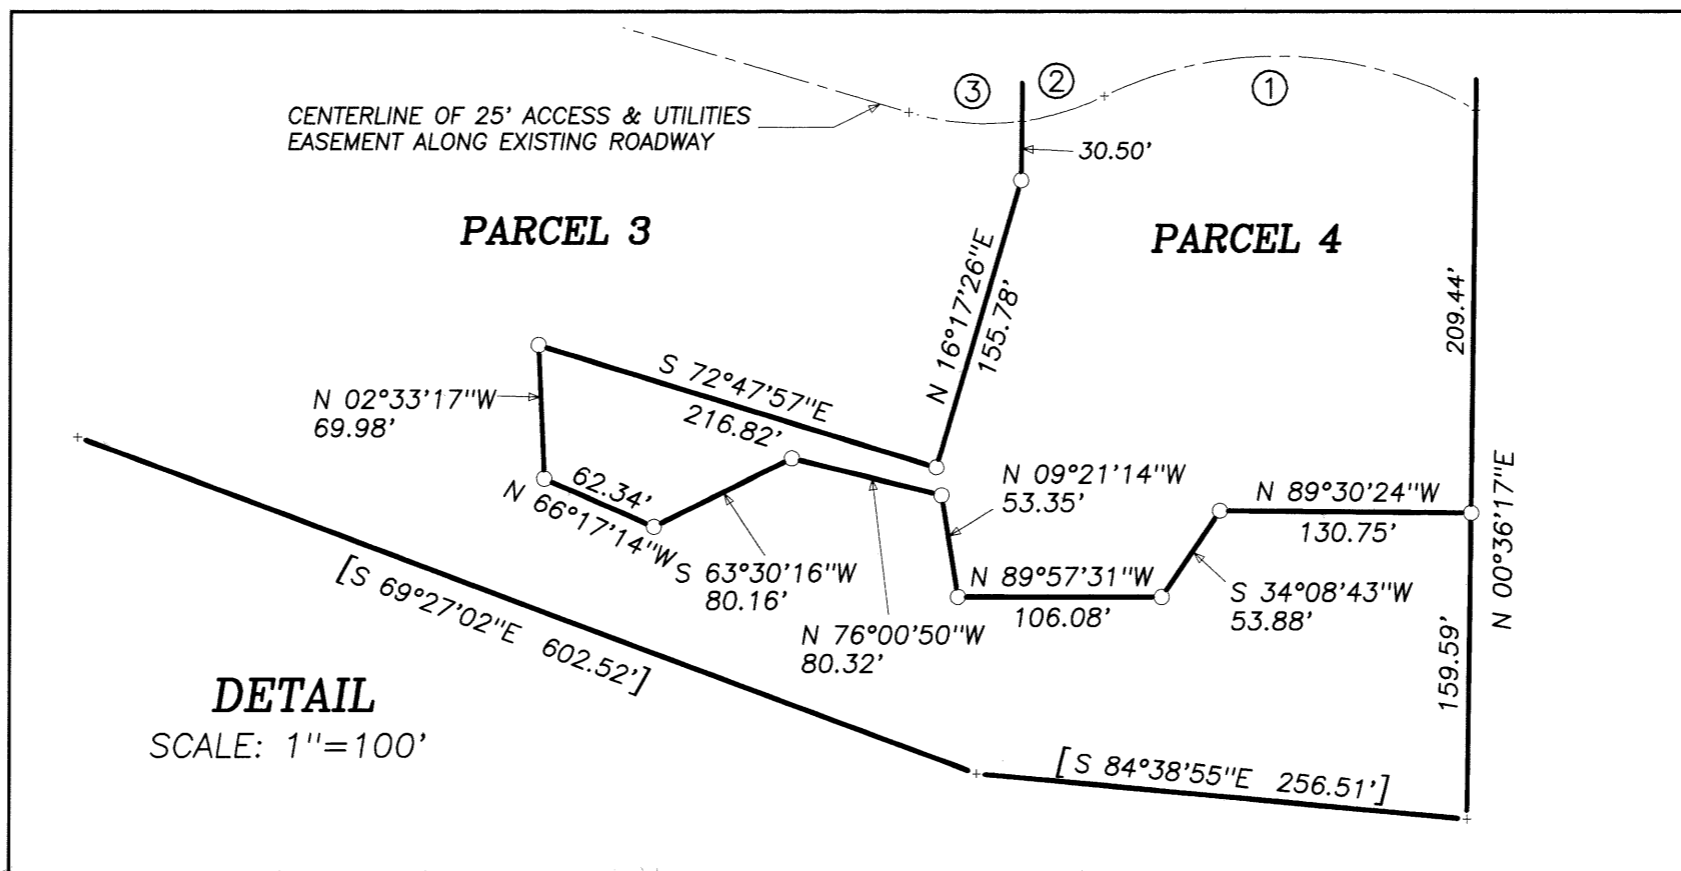 ③ ② ①
CENTERLINE OF 25' ACCESS & UTILITIES
EASEMENT ALONG EXISTING ROADWAY
30.50'
PARCEL 3
PARCEL 4
N 16°17'26"E
155.78'
209.44'
S 72°47'57"E
216.82'
N 02°33'17"W
69.98'
62.34'
N 66°17'14"W
N 09°21'14"W
53.35'
N 89°30'24"W
130.75'
N 00°36'17"E
S 63°30'16"W
80.16'
N 89°57'31"W
106.08'
S 34°08'43"W
53.88'
N 76°00'50"W
80.32'
159.59'
[S 69°27'02"E 602.52']
DETAIL
SCALE: 1"=100'
[S 84°38'55"E 256.51']